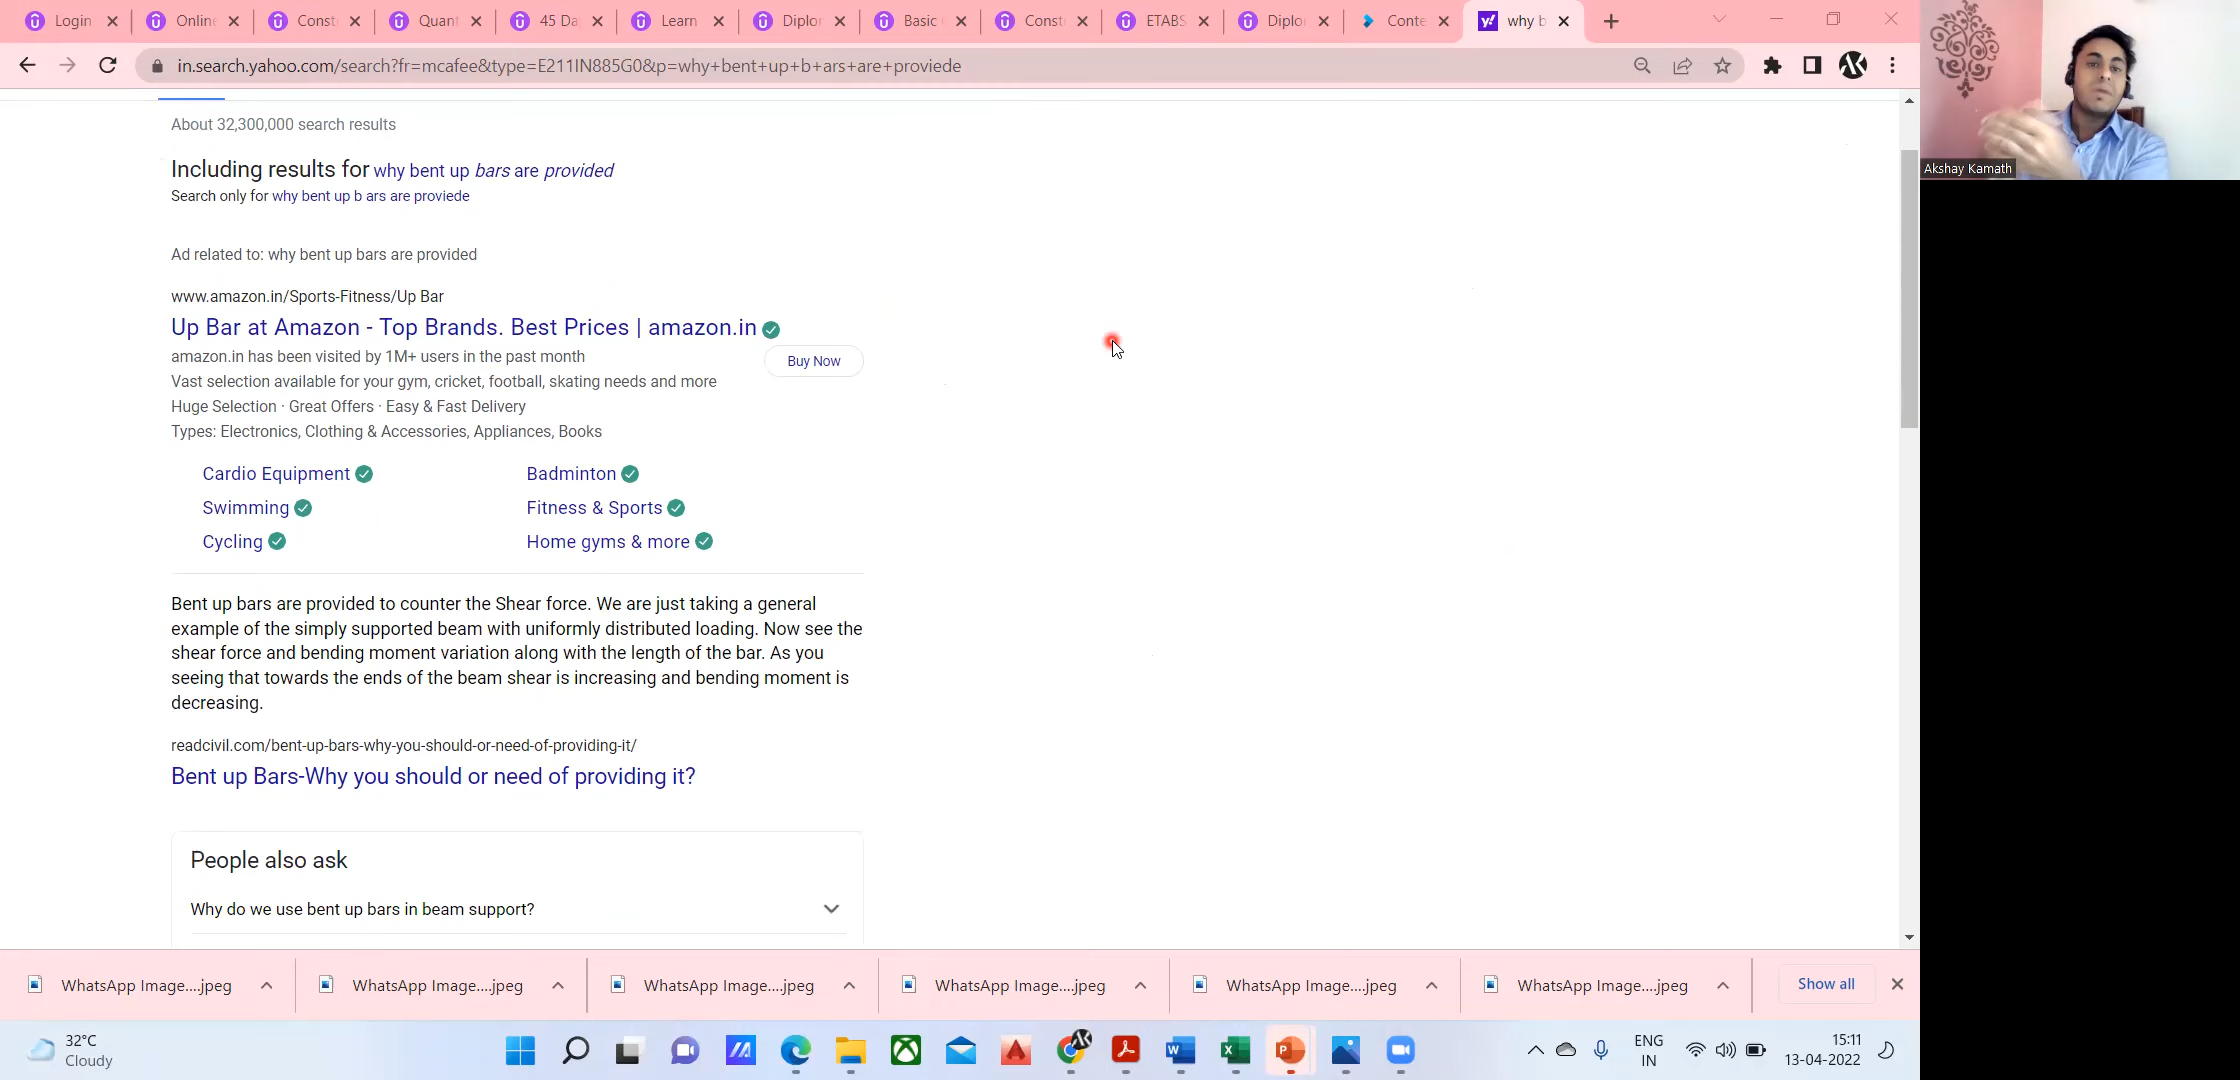 Login
Online
Const
Quant
45 Da
Learn
Diplor
Basic
Const
ETABS
Diplo
Conte
why b
in.search.yahoo.com/search?fr=mcafee&type=E211IN885G0&p=why+bent+up+b+ars+are+proviede
Akshay Kamath
About 32,300,000 search results
Including results for why bent up bars are provided
Search only for why bent up b ars are proviede
Ad related to: why bent up bars are provided
www.amazon.in/Sports-Fitness/Up Bar
Up Bar at Amazon - Top Brands. Best Prices | amazon.in
amazon.in has been visited by 1M+ users in the past month
Buy Now
Vast selection available for your gym, cricket, football, skating needs and more
Huge Selection · Great Offers · Easy & Fast Delivery
Types: Electronics, Clothing & Accessories, Appliances, Books
Cardio Equipment
Badminton
Swimming
Fitness & Sports
Cycling
Home gyms & more
Bent up bars are provided to counter the Shear force. We are just taking a general
example of the simply supported beam with uniformly distributed loading. Now see the
shear force and bending moment variation along with the length of the bar. As you
seeing that towards the ends of the beam shear is increasing and bending moment is
decreasing.
readcivil.com/bent-up-bars-why-you-should-or-need-of-providing-it/
Bent up Bars-Why you should or need of providing it?
People also ask
Why do we use bent up bars in beam support?
WhatsApp Image....jpeg
WhatsApp Image....jpeg
WhatsApp Image....jpeg
WhatsApp Image....jpeg
WhatsApp Image....jpeg
WhatsApp Image....jpeg
Show all
32°C
Cloudy
ENG
IN
15:11
13-04-2022